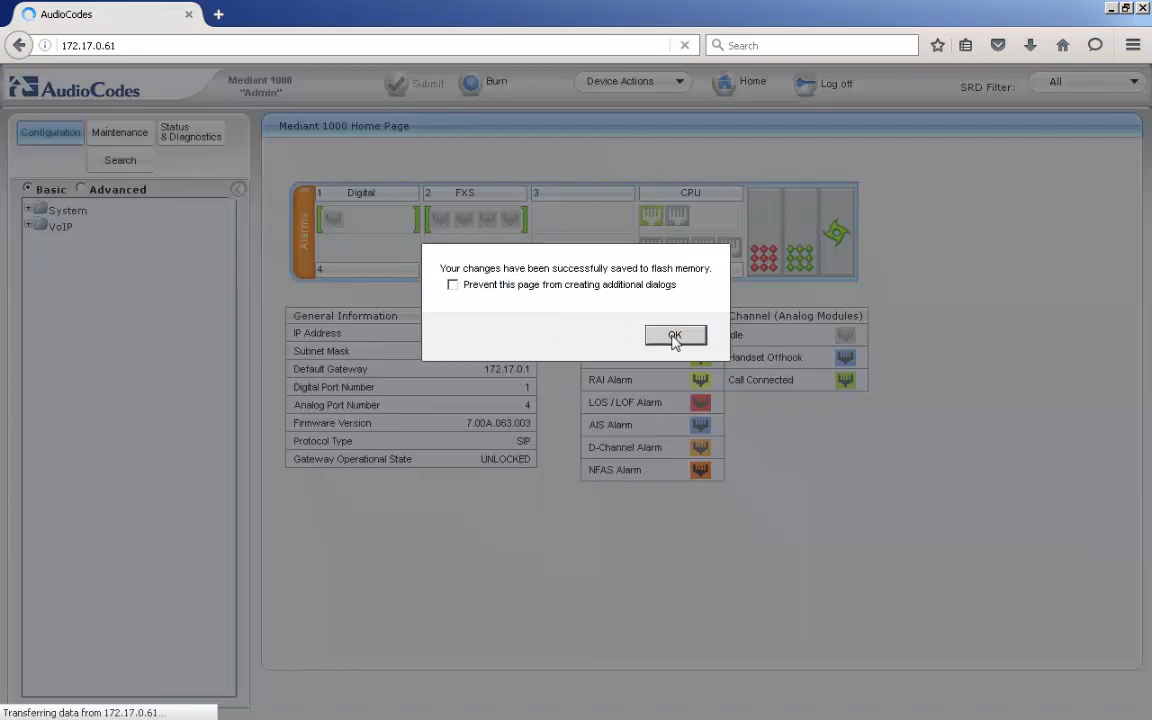 AudioCodes
172.17.0.61
Search
AudioCodes
Mediant 1000
"Admin"
Submit
Burn
Device Actions
Home
Log off
SRD Filter:
All
Configuration
Maintenance
Status
& Diagnostics
Search
Basic
Advanced
System
VoIP
Mediant 1000 Home Page
Alarms
1 Digital
2 FXS
3
CPU
4
Your changes have been successfully saved to flash memory.
Prevent this page from creating additional dialogs
OK
General Information
IP Address
Subnet Mask
Default Gateway 172.17.0.1
Digital Port Number 1
Analog Port Number 4
Firmware Version 7.00A.063.003
Protocol Type SIP
Gateway Operational State UNLOCKED
RAI Alarm
LOS / LOF Alarm
AIS Alarm
D-Channel Alarm
NFAS Alarm
Channel (Analog Modules)
Handset Offhook
Call Connected
Transferring data from 172.17.0.61...